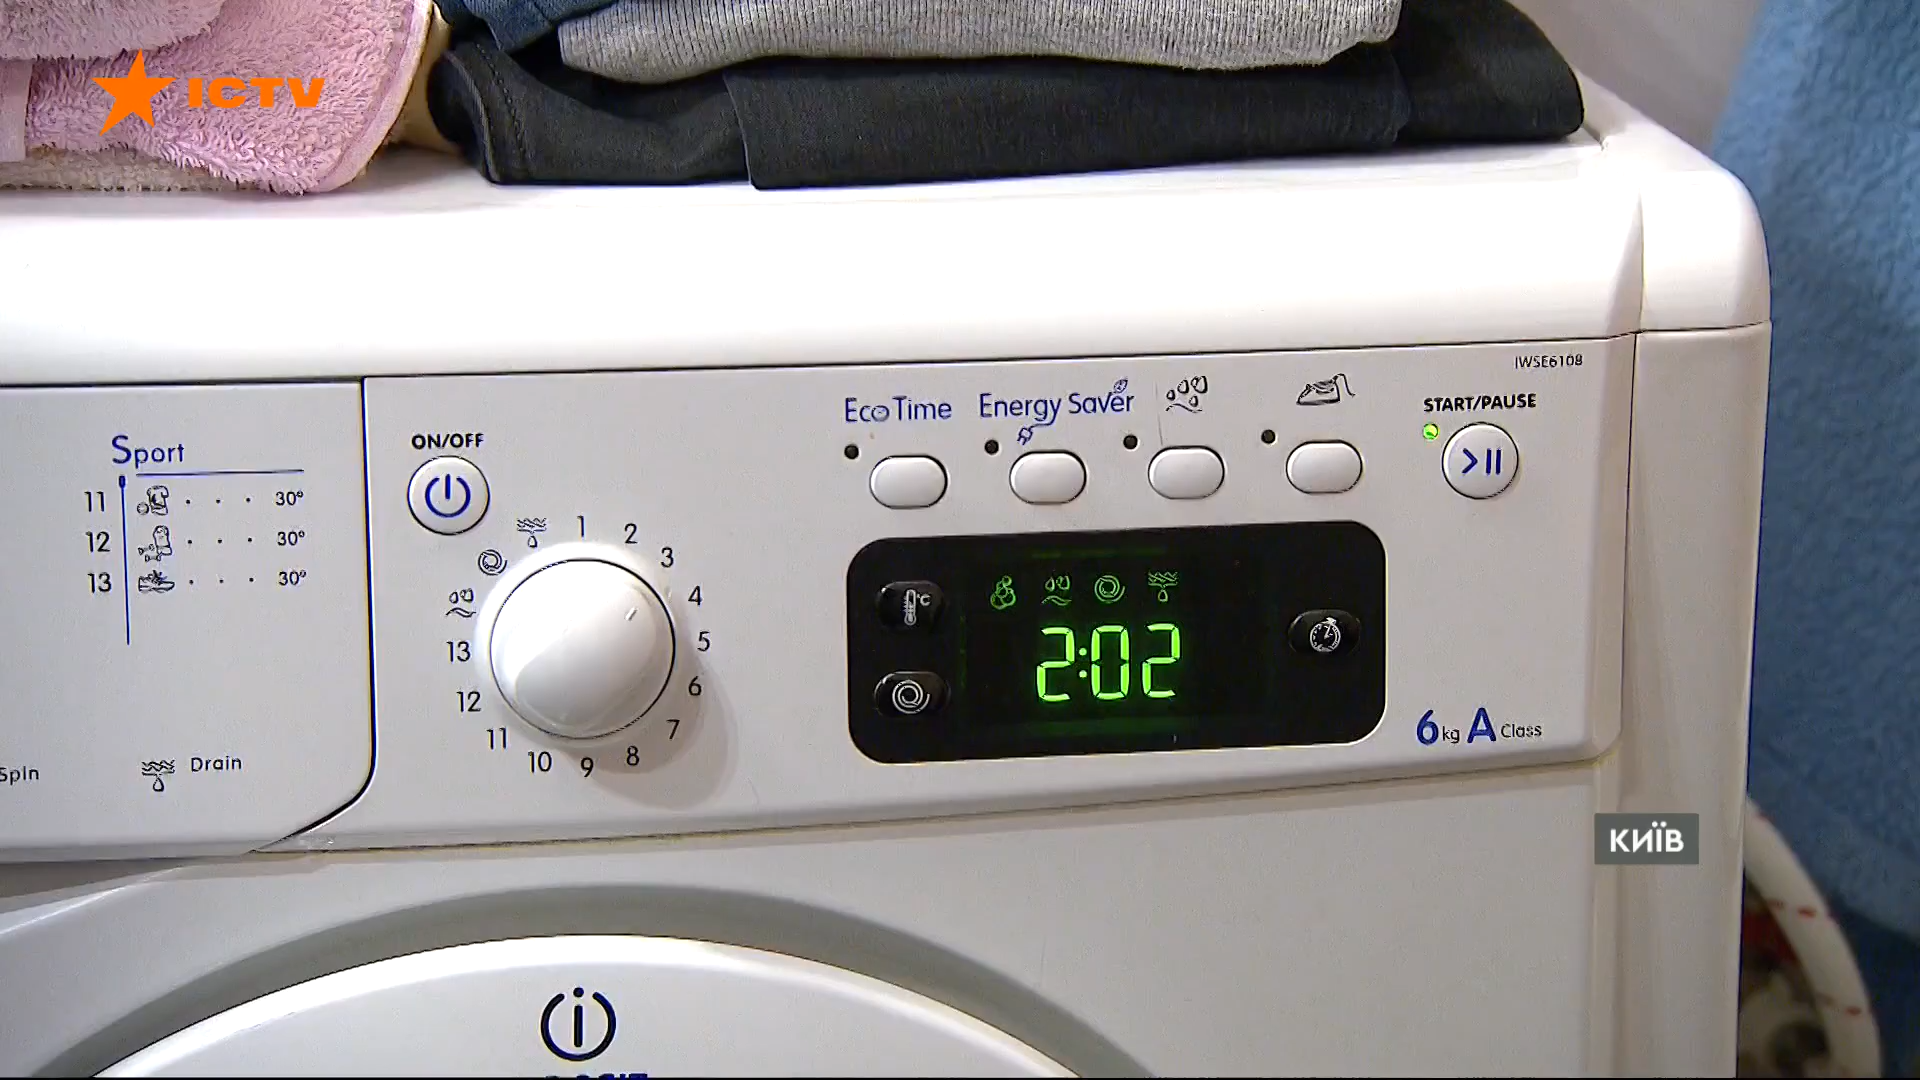 ICTV
IWSE6108
Eco Time
Energy Saver
START/PAUSE
Sport
ON/OFF
11 30°
12 30°
13 30°
1
2
3
4
5
6
7
8
9
10
11
12
13
°C
2:02
6kg A Class
Spin
Drain
КИЇВ